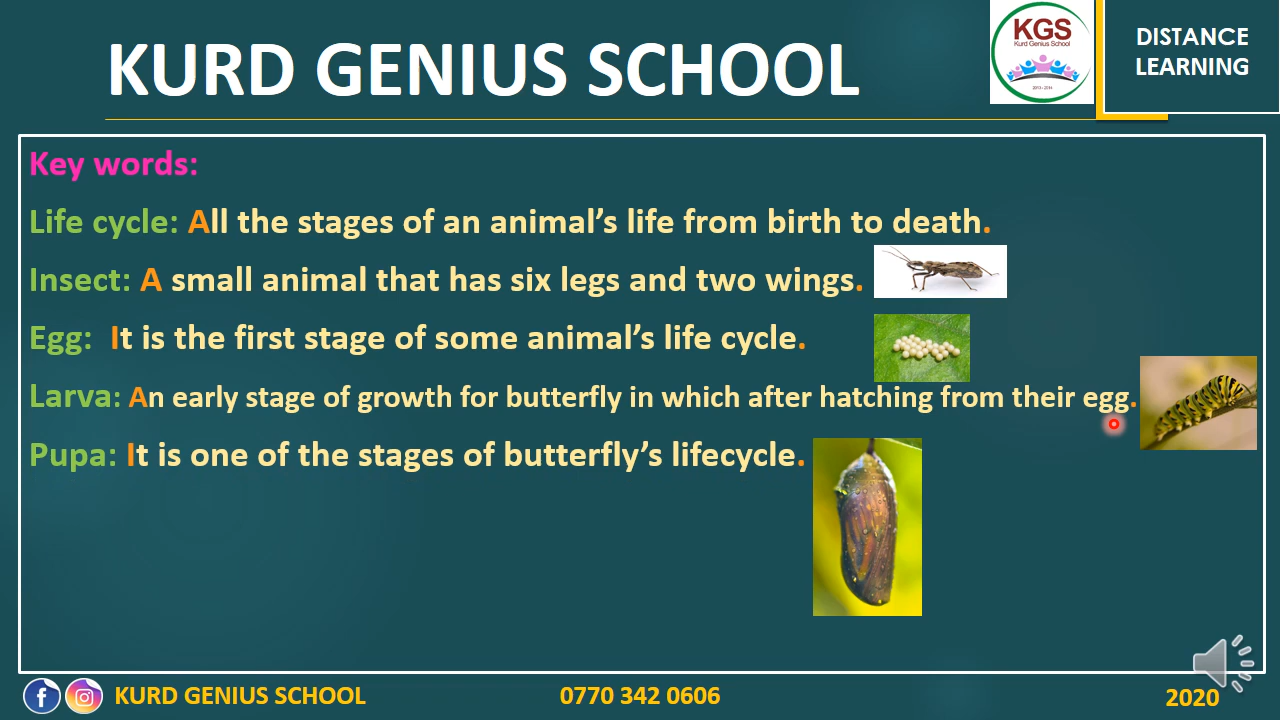 KURD GENIUS SCHOOL
KGS
Kurd Genius School
DISTANCE
LEARNING
Key words:
Life cycle: All the stages of an animal’s life from birth to death.
Insect: A small animal that has six legs and two wings.
Egg: It is the first stage of some animal’s life cycle.
Larva: An early stage of growth for butterfly in which after hatching from their egg.
Pupa: It is one of the stages of butterfly’s lifecycle.
KURD GENIUS SCHOOL
0770 342 0606
2020